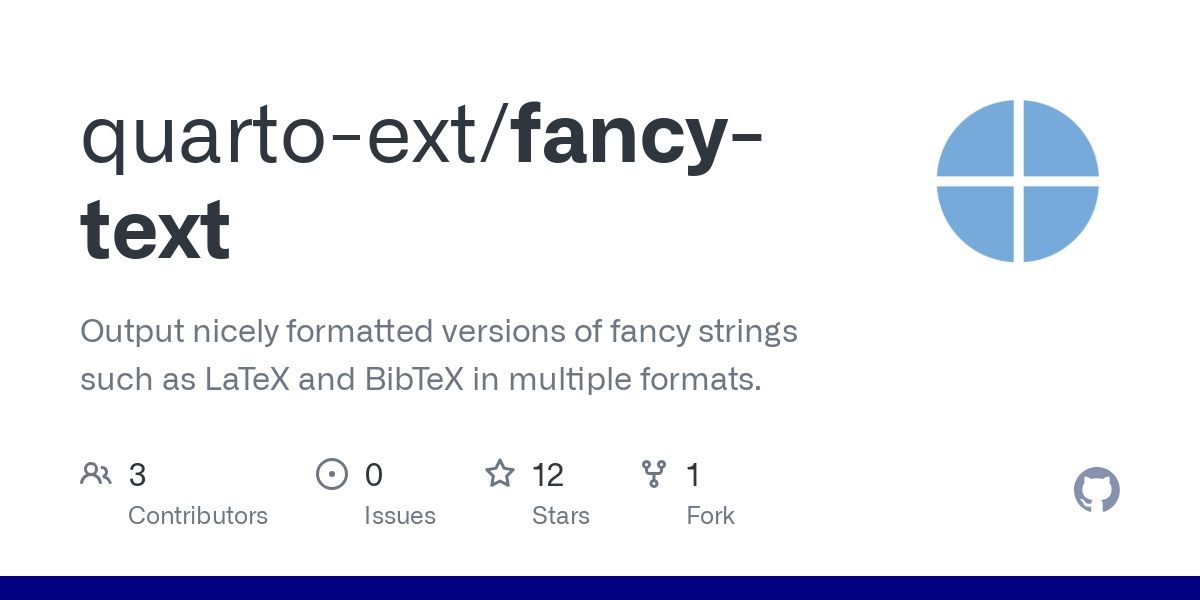 quarto-ext/fancy-
text
Output nicely formatted versions of fancy strings
such as LaTeX and BibTeX in multiple formats.
3 0 12 1
Contributors Issues Stars Fork